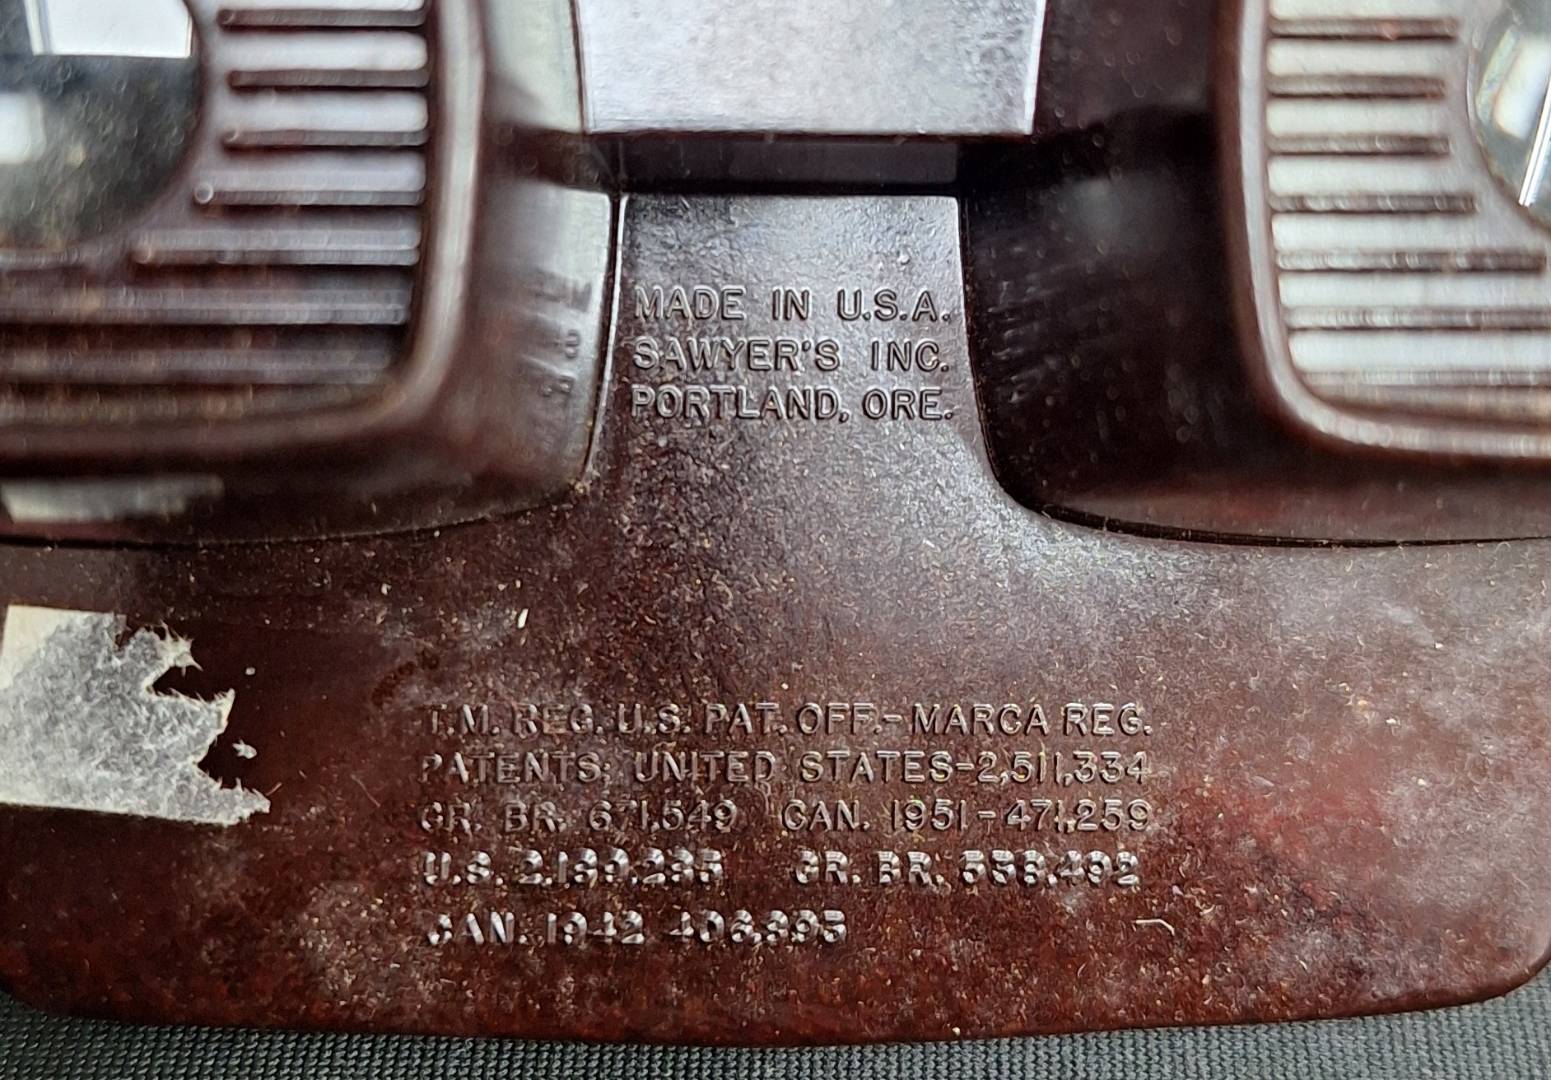 MADE IN U.S.A.
SAWYER'S INC.
PORTLAND, ORE.
T.M. REG. U.S. PAT. OFF.- MARCA REG.
PATENTS: UNITED STATES-2,511,334
GR. BR. 671,549 CAN. 1951-471,259
U.S. 2,189,285 GR. BR. 539,492
CAN. 1942 406,895